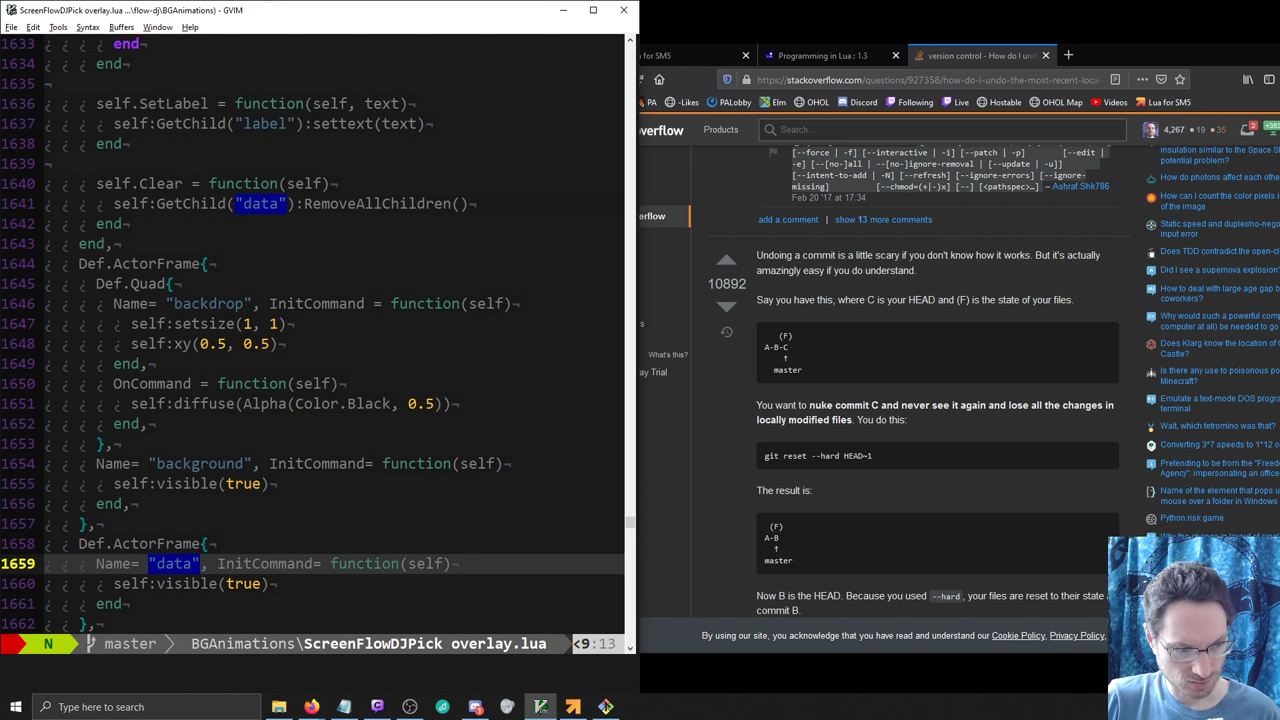 ScreenFlowDJPick overlay.lua ...\flow-dj\BGAnimations) - GVIM
File Edit Tools Syntax Buffers Window Help
1633 end¬
1634 end¬
1635 ¬
1636 self.SetLabel = function(self, text)¬
1637 self:GetChild("label"):settext(text)¬
1638 end¬
1639 ¬
1640 self.Clear = function(self)¬
1641 self:GetChild("data"):RemoveAllChildren()¬
1642 end¬
1643 end,¬
1644 Def.ActorFrame{¬
1645 Def.Quad{¬
1646 Name= "backdrop", InitCommand = function(self)¬
1647 self:setsize(1, 1)¬
1648 self:xy(0.5, 0.5)¬
1649 end,¬
1650 OnCommand = function(self)¬
1651 self:diffuse(Alpha(Color.Black, 0.5))¬
1652 end,¬
1653 },¬
1654 Name= "background", InitCommand= function(self)¬
1655 self:visible(true)¬
1656 end,¬
1657 },¬
1658 Def.ActorFrame{¬
1659 Name= "data", InitCommand= function(self)¬
1660 self:visible(true)¬
1661 end¬
1662 },¬
N master BGAnimations\ScreenFlowDJPick overlay.lua <9:13
Type here to search
a for SM5
Programming in Lua : 1.3
version control - How do I und
https://stackoverflow.com/questions/927358/how-do-i-undo-the-most-recent-local-
PA -Likes PALobby Elm OHOL Discord Following Live Hostable OHOL Map Videos Lua for SM5
overflow Products Search... 4,267 19 35 2
[--force | -f] [--interactive | -i] [--patch | -p] [--edit | -
e] [--[no-]all | --[no-]ignore-removal | [--update | -u]]
[--intent-to-add | -N] [--refresh] [--ignore-errors] [--ignore-
missing] [--chmod=(+|-)x] [--] [<pathspec>…] – Ashraf.Shk786
Feb 20 '17 at 17:34
erflow
add a comment | show 13 more comments
10892
Undoing a commit is a little scary if you don't know how it works. But it's actually
amazingly easy if you do understand.
Say you have this, where C is your HEAD and (F) is the state of your files.
(F)
A-B-C
↑
master
s
What's this?
ay Trial
You want to nuke commit C and never see it again and lose all the changes in
locally modified files. You do this:
git reset --hard HEAD~1
The result is:
(F)
A-B
↑
master
Now B is the HEAD. Because you used --hard, your files are reset to their state
commit B.
By using our site, you acknowledge that you have read and understand our Cookie Policy, Privacy Policy,
insulation similar to the Space S
potential problem?
How do photons affect each othe
How can I count the color pixels i
of the image
Static speed and duplex/no-nego
input error
Does TDD contradict the open-cl
Did I see a supernova explosion?
How to deal with large age gap b
coworkers?
Why would such a powerful comp
computer at all) be needed to go
Does Klarg know the location of
Castle?
Is there any use to poisonous po
Minecraft?
Emulate a text-mode DOS progra
terminal
Wait, which tetromino was that?
Converting 3*7 speeds to 1*12 o
Pretending to be from the "Freed
Agency": impersonating an office
Name of the element that pops u
mouse over a folder in Windows
Python risk game